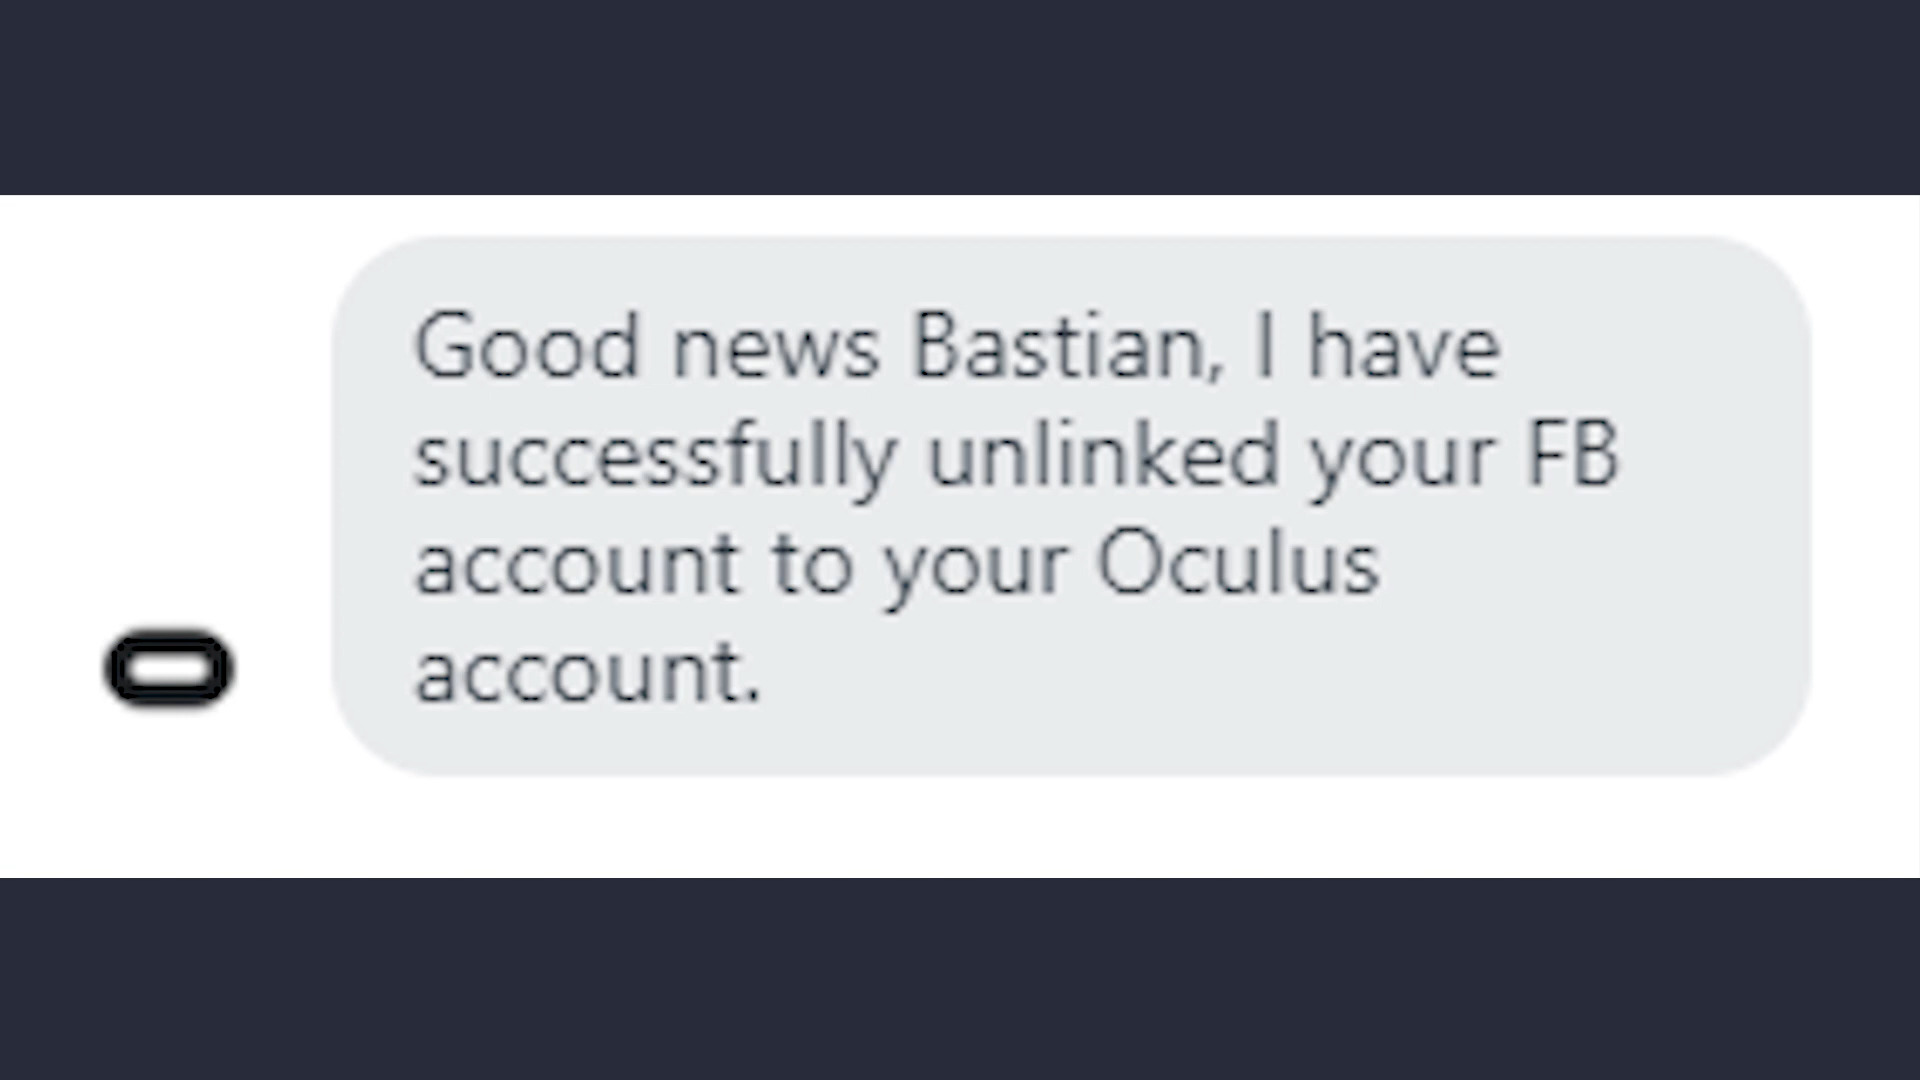 Good news Bastian, I have
successfully unlinked your FB
account to your Oculus
account.